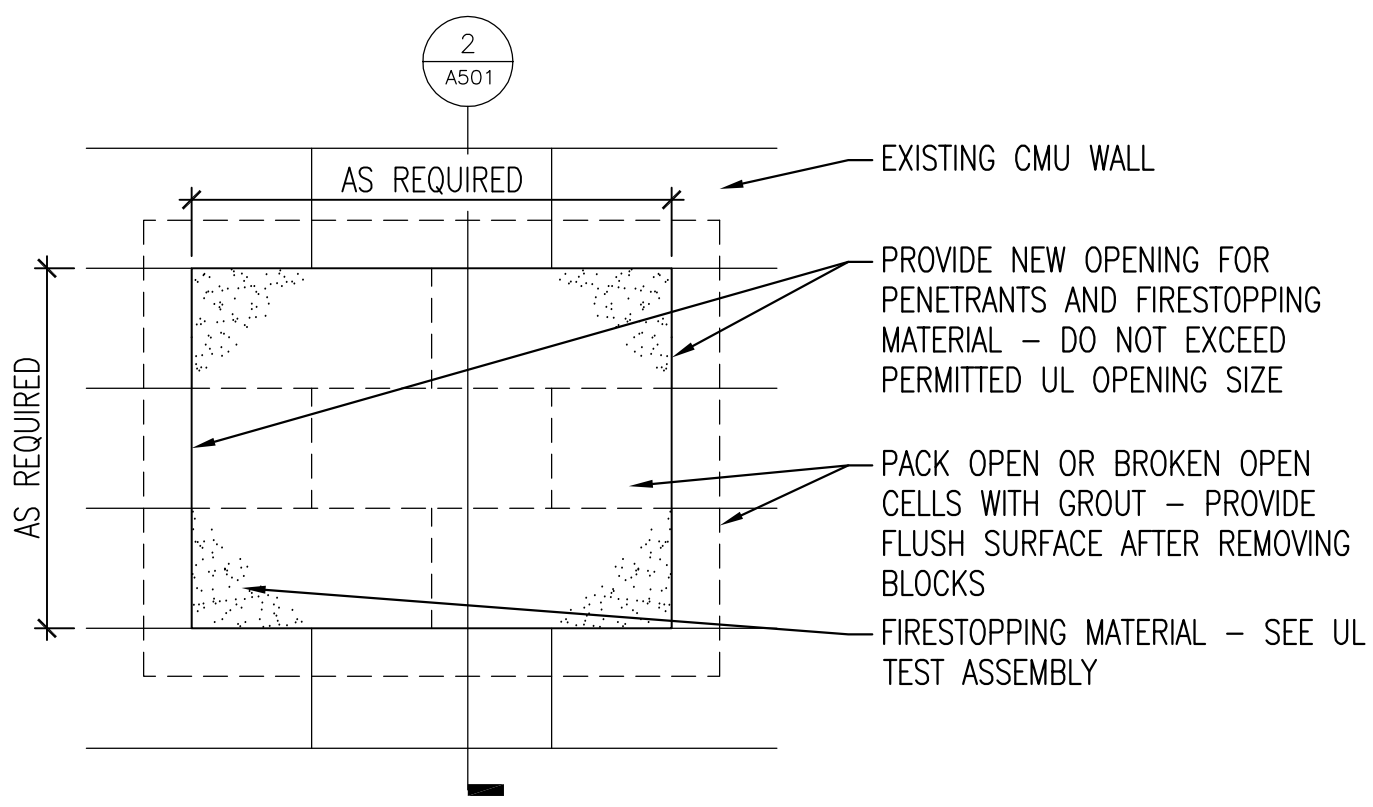 2
A501
AS REQUIRED
AS REQUIRED
EXISTING CMU WALL
PROVIDE NEW OPENING FOR
PENETRANTS AND FIRESTOPPING
MATERIAL – DO NOT EXCEED
PERMITTED UL OPENING SIZE
PACK OPEN OR BROKEN OPEN
CELLS WITH GROUT – PROVIDE
FLUSH SURFACE AFTER REMOVING
BLOCKS
FIRESTOPPING MATERIAL – SEE UL
TEST ASSEMBLY